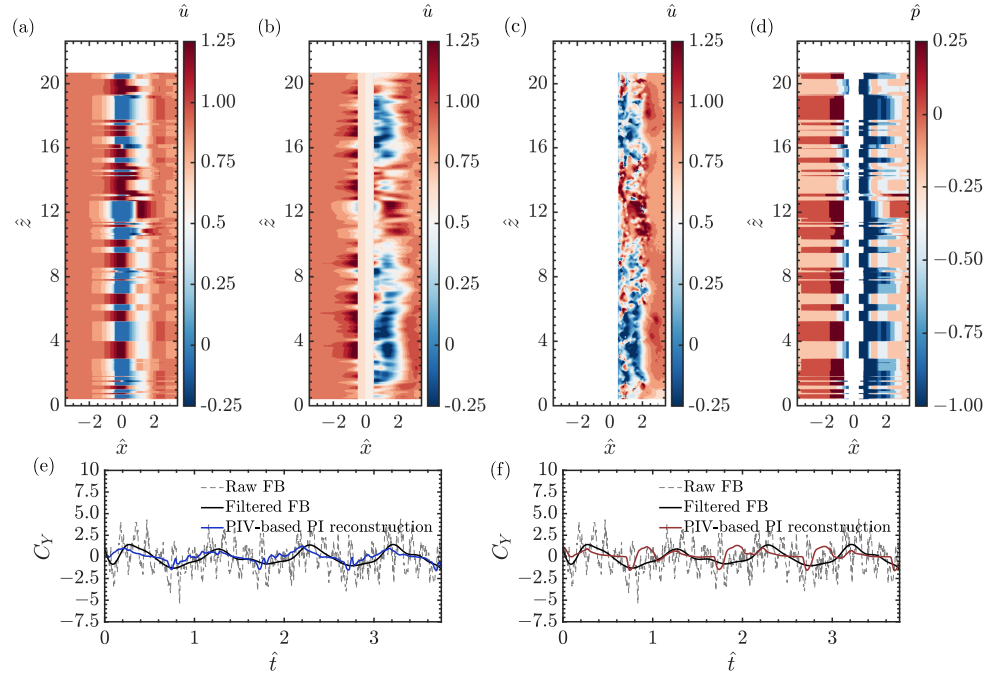 (a) û (b) û (c) û (d) p̂
1.25 1.25 1.25 0.25
20 20 20 20
1.00 1.00 1.00 0
16 16 16 16
0.75 0.75 0.75 −0.25
ẑ 12 ẑ 12 ẑ 12 ẑ 12
0.5 0.5 0.5 −0.50
8 8 8 8
0.25 0.25 0.25
4 0 4 0 4 0 4 −0.75
0 -0.25 0 -0.25 0 -0.25 0 −1.00
−2 0 2 −2 0 2 −2 0 2 −2 0 2
x̂ x̂ x̂ x̂
(e) (f)
10 10
7.5 Raw FB 7.5 Raw FB
5 Filtered FB 5 Filtered FB
2.5 PIV-based PI reconstruction 2.5 PIV-based PI reconstruction
C_Y 0 C_Y 0
−2.5 −2.5
−5 −5
−7.5 −7.5
0 1 2 3 0 1 2 3
t̂ t̂